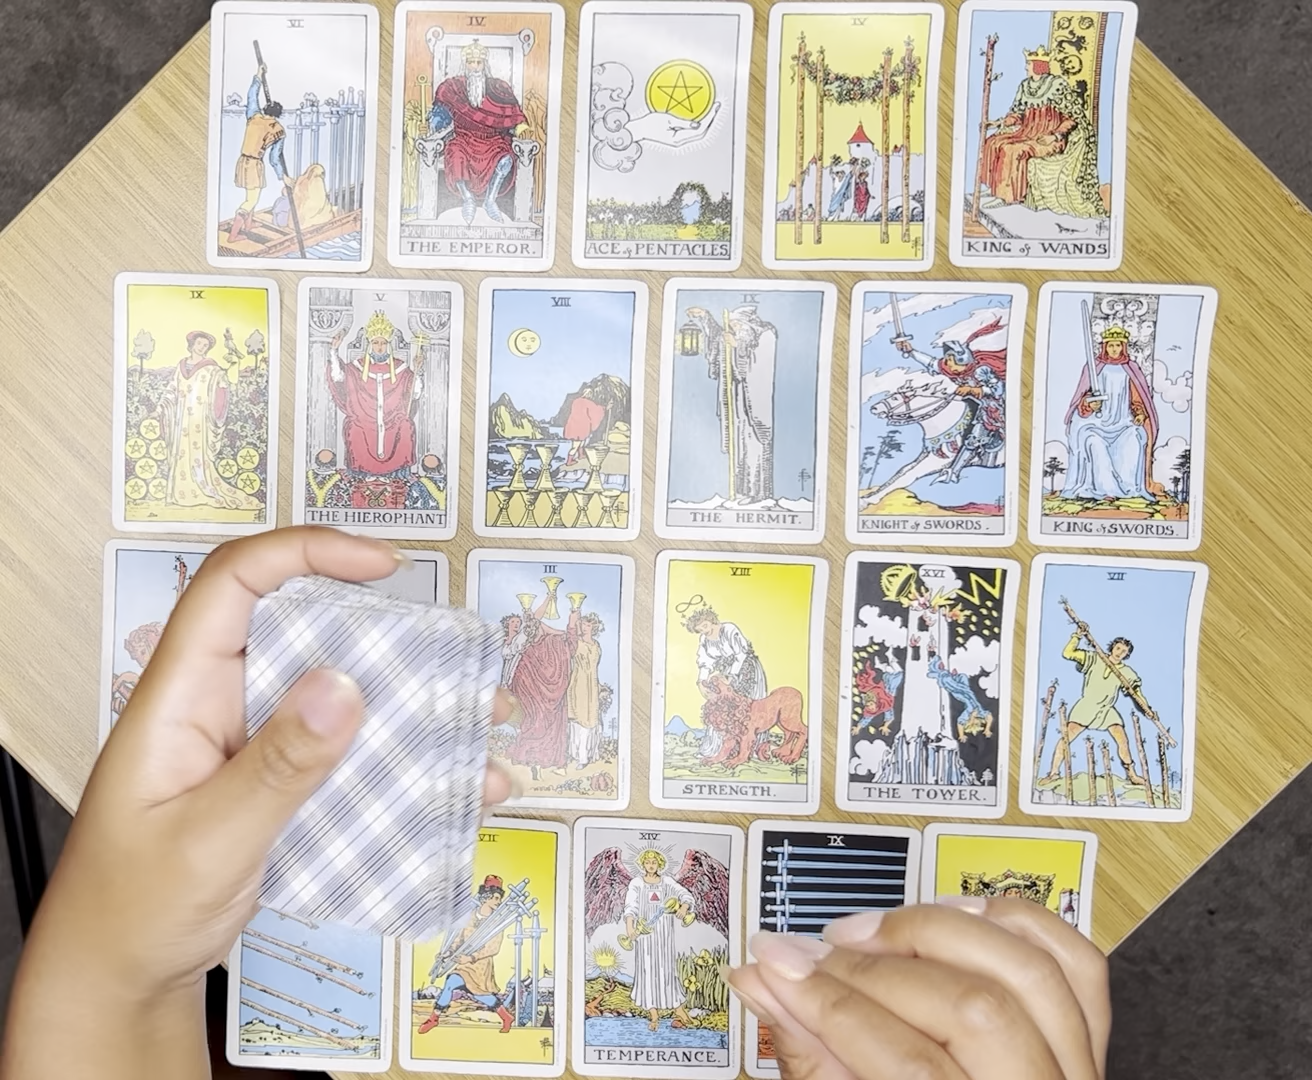 VI
IV
THE EMPEROR.
ACE of PENTACLES.
IV
KING of WANDS
IX
V
THE HIEROPHANT
VIII
IX
THE HERMIT.
KNIGHT of SWORDS.
KING of SWORDS.
III
VIII
STRENGTH.
XVI
THE TOWER.
VII
VII
XIV
TEMPERANCE.
IX